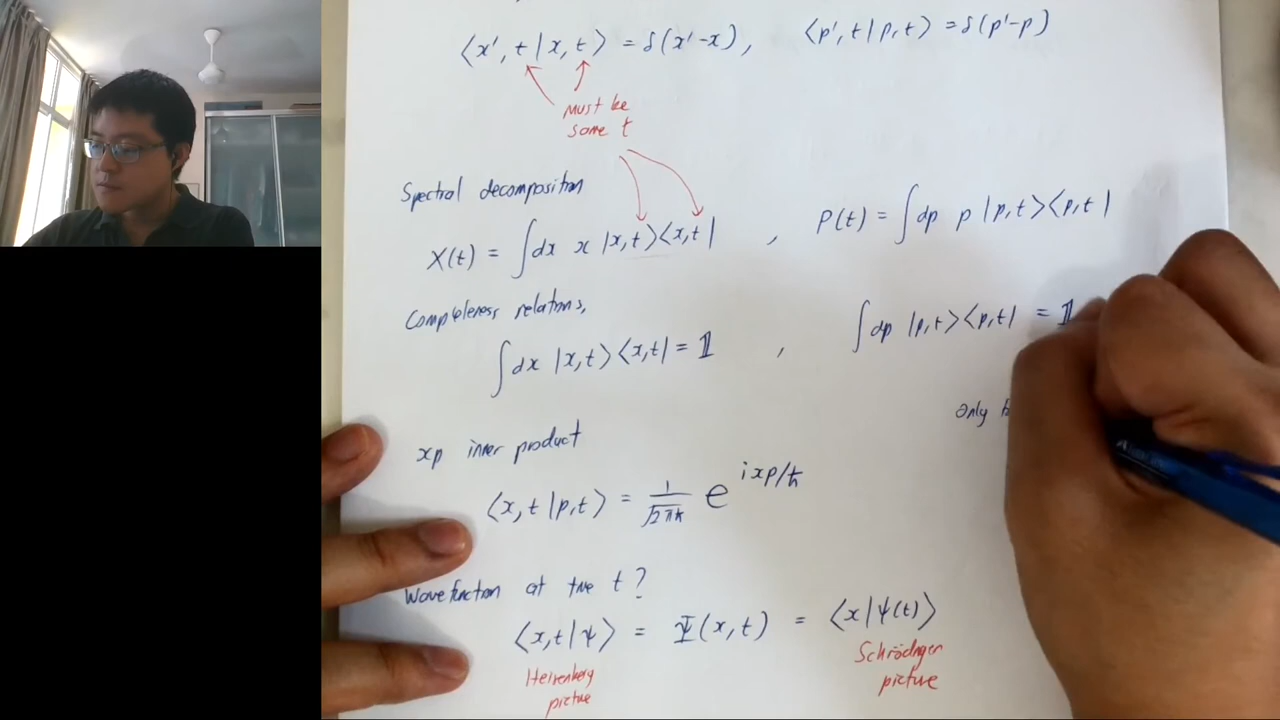 ⟨x', t|x, t⟩ = δ(x'-x), ⟨p', t|p, t⟩ = δ(p'-p)
Must be
same t
Spectral decomposition
X(t) = ∫dx x |x,t⟩⟨x,t| , P(t) = ∫dp p |p,t⟩⟨p,t|
Completeness relations,
∫dx |x,t⟩⟨x,t| = 𝟙 , ∫dp |p,t⟩⟨p,t| = 𝟙
Only
xp inner product
⟨x,t|p,t⟩ = 1/√2πħ e^{ixp/ħ}
Wavefunction at time t?
⟨x,t|ψ⟩ = Ψ(x,t) = ⟨x|ψ(t)⟩
Heisenberg picture
Schrödinger picture